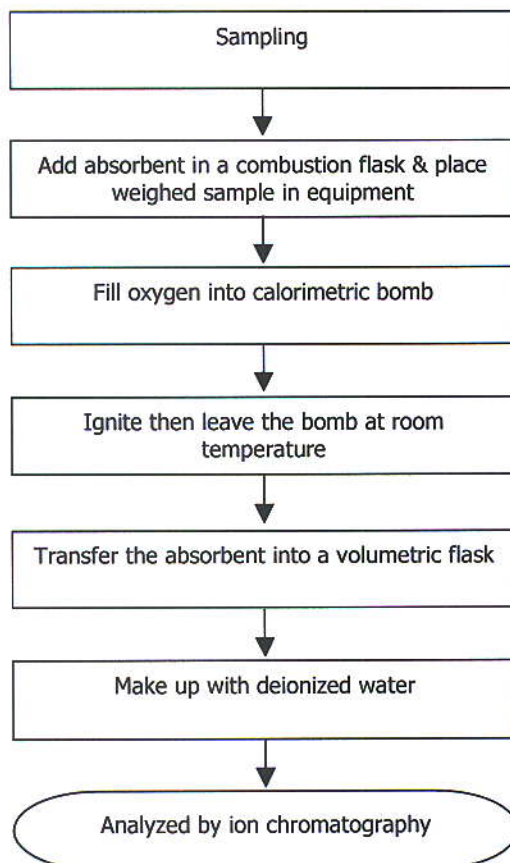 Sampling
Add absorbent in a combustion flask & place
weighed sample in equipment
Fill oxygen into calorimetric bomb
Ignite then leave the bomb at room
temperature
Transfer the absorbent into a volumetric flask
Make up with deionized water
Analyzed by ion chromatography